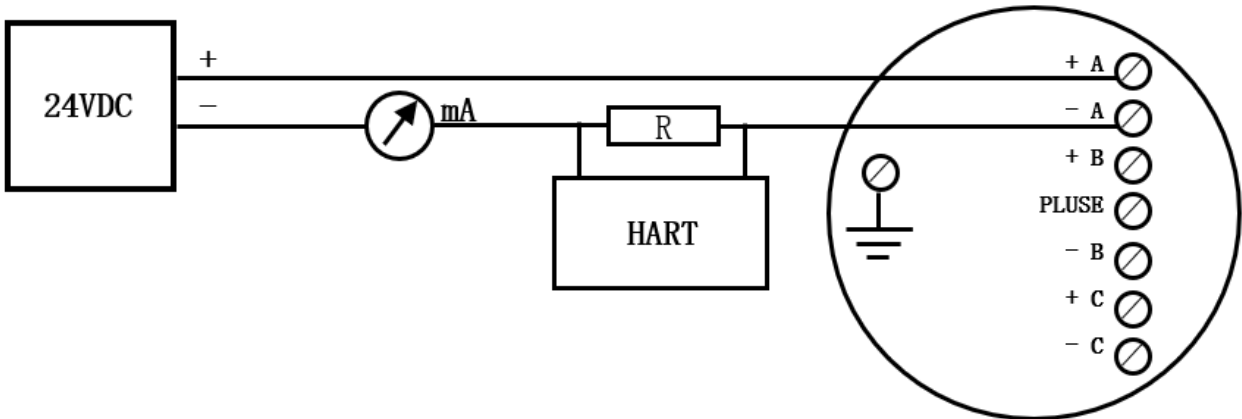 24VDC
+
−
mA
R
HART
+ A
− A
+ B
PLUSE
− B
+ C
− C